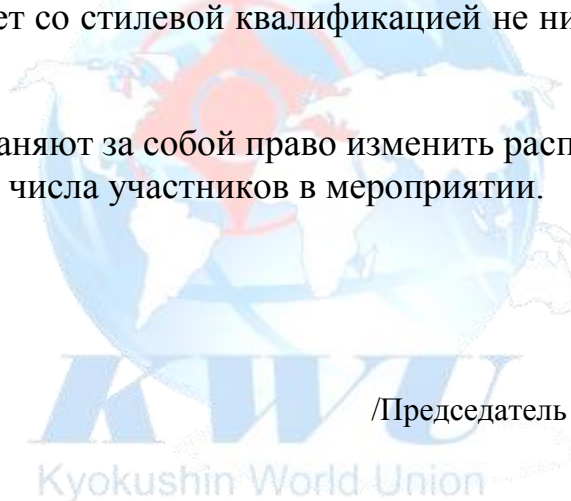 ет со стилевой квалификацией не ни
аняют за собой право изменить расп
числа участников в мероприятии.
KWU
/Председатель
Kyokushin World Union